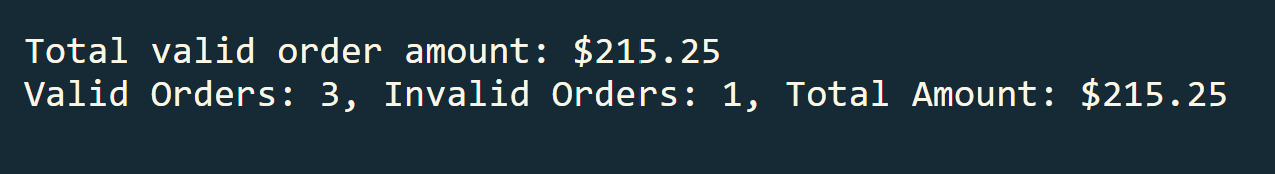 Total valid order amount: $215.25
Valid Orders: 3, Invalid Orders: 1, Total Amount: $215.25